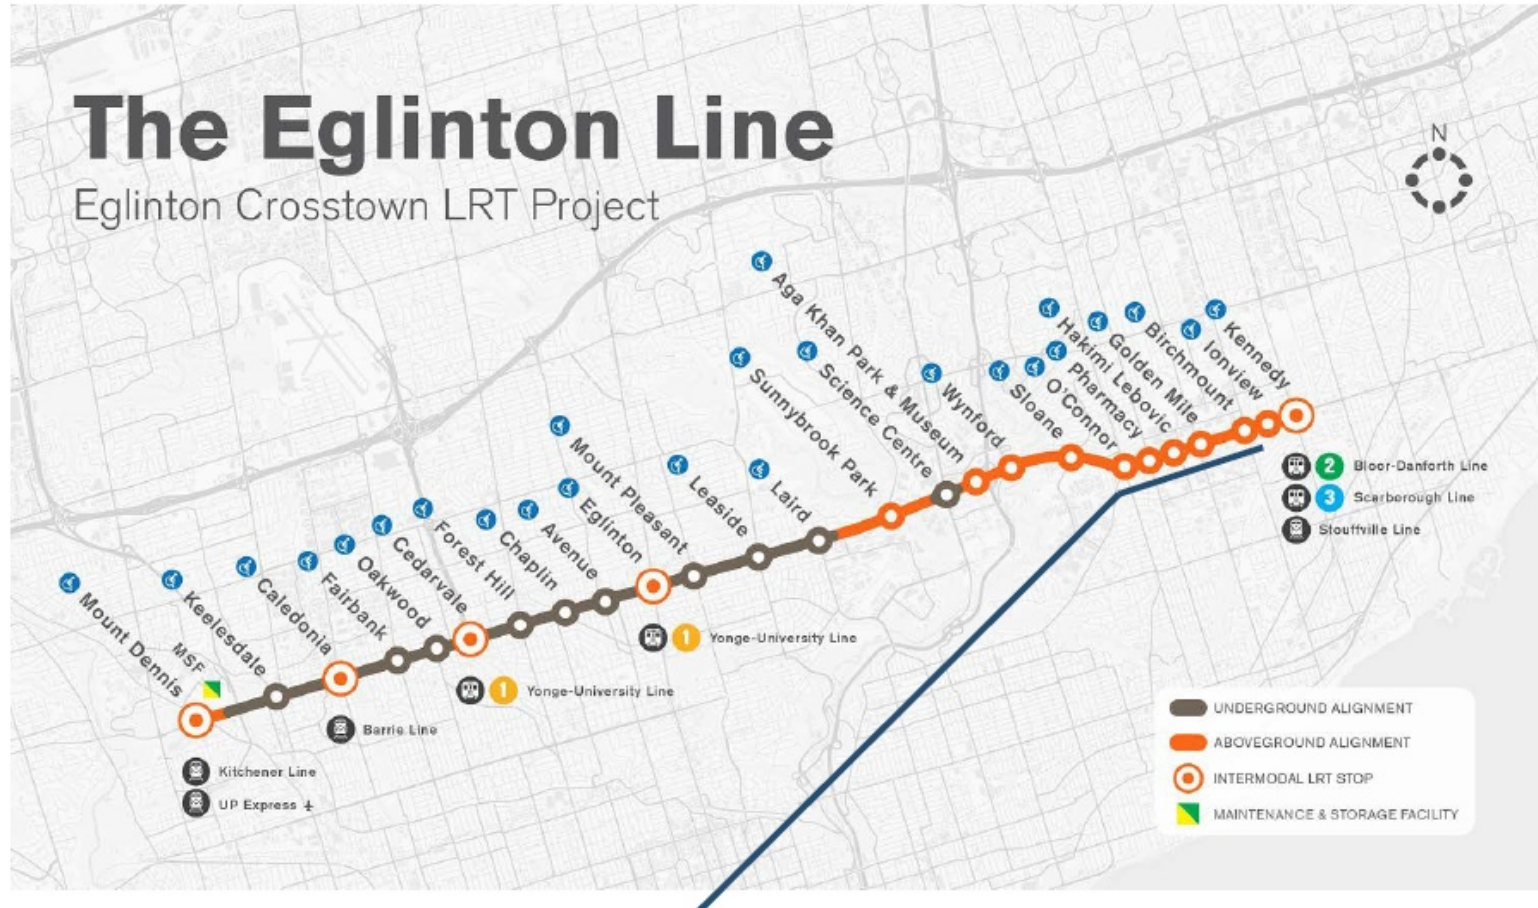 The Eglinton Line
Eglinton Crosstown LRT Project
N
Mount Dennis
MSF
Keelesdale
Caledonia
Fairbank
Oakwood
Cedarvale
Forest Hill
Chaplin
Avenue
Eglinton
Mount Pleasant
Leaside
Laird
Sunnybrook Park
Science Centre
Aga Khan Park & Museum
Wynford
Sloane
O'Connor
Pharmacy
Hakimi Lebovic
Golden Mile
Birchmount
Ionview
Kennedy
2 Bloor-Danforth Line
3 Scarborough Line
Stouffville Line
1 Yonge-University Line
1 Yonge-University Line
Barrie Line
Kitchener Line
UP Express
UNDERGROUND ALIGNMENT
ABOVEGROUND ALIGNMENT
INTERMODAL LRT STOP
MAINTENANCE & STORAGE FACILITY